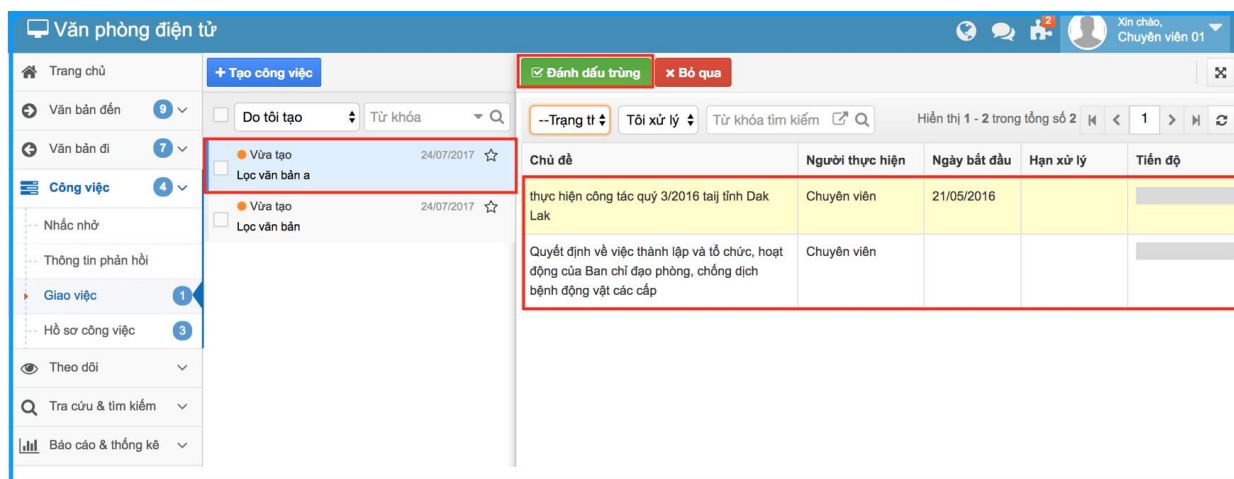 Văn phòng điện tử
2
Xin chào,
Chuyên viên 01
Trang chủ
Văn bản đến 9
Văn bản đi 7
Công việc 4
Nhắc nhở
Thông tin phản hồi
Giao việc 1
Hồ sơ công việc 3
Theo dõi
Tra cứu & tìm kiếm
Báo cáo & thống kê
+ Tạo công việc
Do tôi tạo Từ khóa
Vừa tạo 24/07/2017
Lọc văn bản a
Vừa tạo 24/07/2017
Lọc văn bản
Đánh dấu trùng × Bỏ qua
--Trạng th Tôi xử lý Từ khóa tìm kiếm Hiển thị 1 - 2 trong tổng số 2 1
Chủ đề Người thực hiện Ngày bắt đầu Hạn xử lý Tiến độ
thực hiện công tác quý 3/2016 taij tỉnh Dak Chuyên viên 21/05/2016
Lak
Quyết định về việc thành lập và tổ chức, hoạt Chuyên viên
động của Ban chỉ đạo phòng, chống dịch
bệnh động vật các cấp